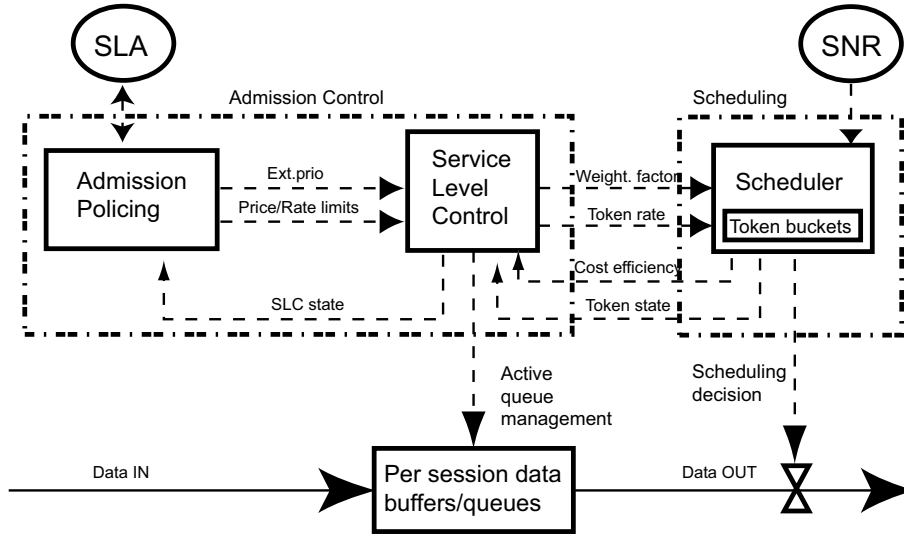 SLA
SNR
Admission Control
Scheduling
Admission
Policing
Ext.prio
Price/Rate limits
Service
Level
Control
Weight. factor
Token rate
Scheduler
Token buckets
Cost efficiency
SLC state
Token state
Active
queue
management
Scheduling
decision
Data IN
Per session data
buffers/queues
Data OUT